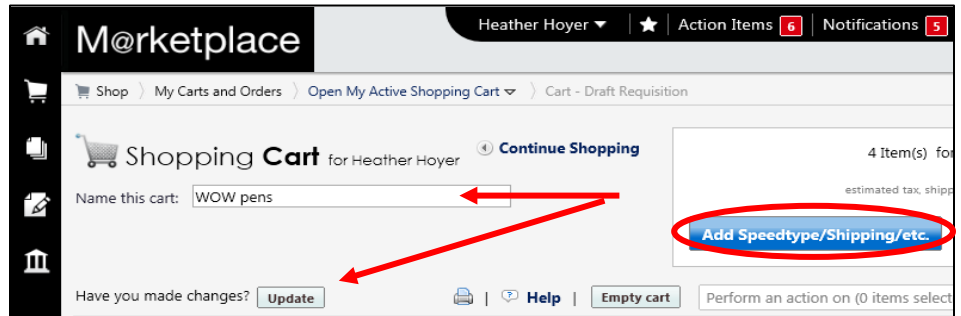 Heather Hoyer Action Items 6 Notifications 5
M@rketplace
Shop My Carts and Orders Open My Active Shopping Cart Cart - Draft Requisition
Shopping Cart for Heather Hoyer Continue Shopping
4 Item(s) for
Name this cart: WOW pens
estimated tax, shipp
Add Speedtype/Shipping/etc.
Have you made changes? Update | Help | Empty cart Perform an action on (0 items select